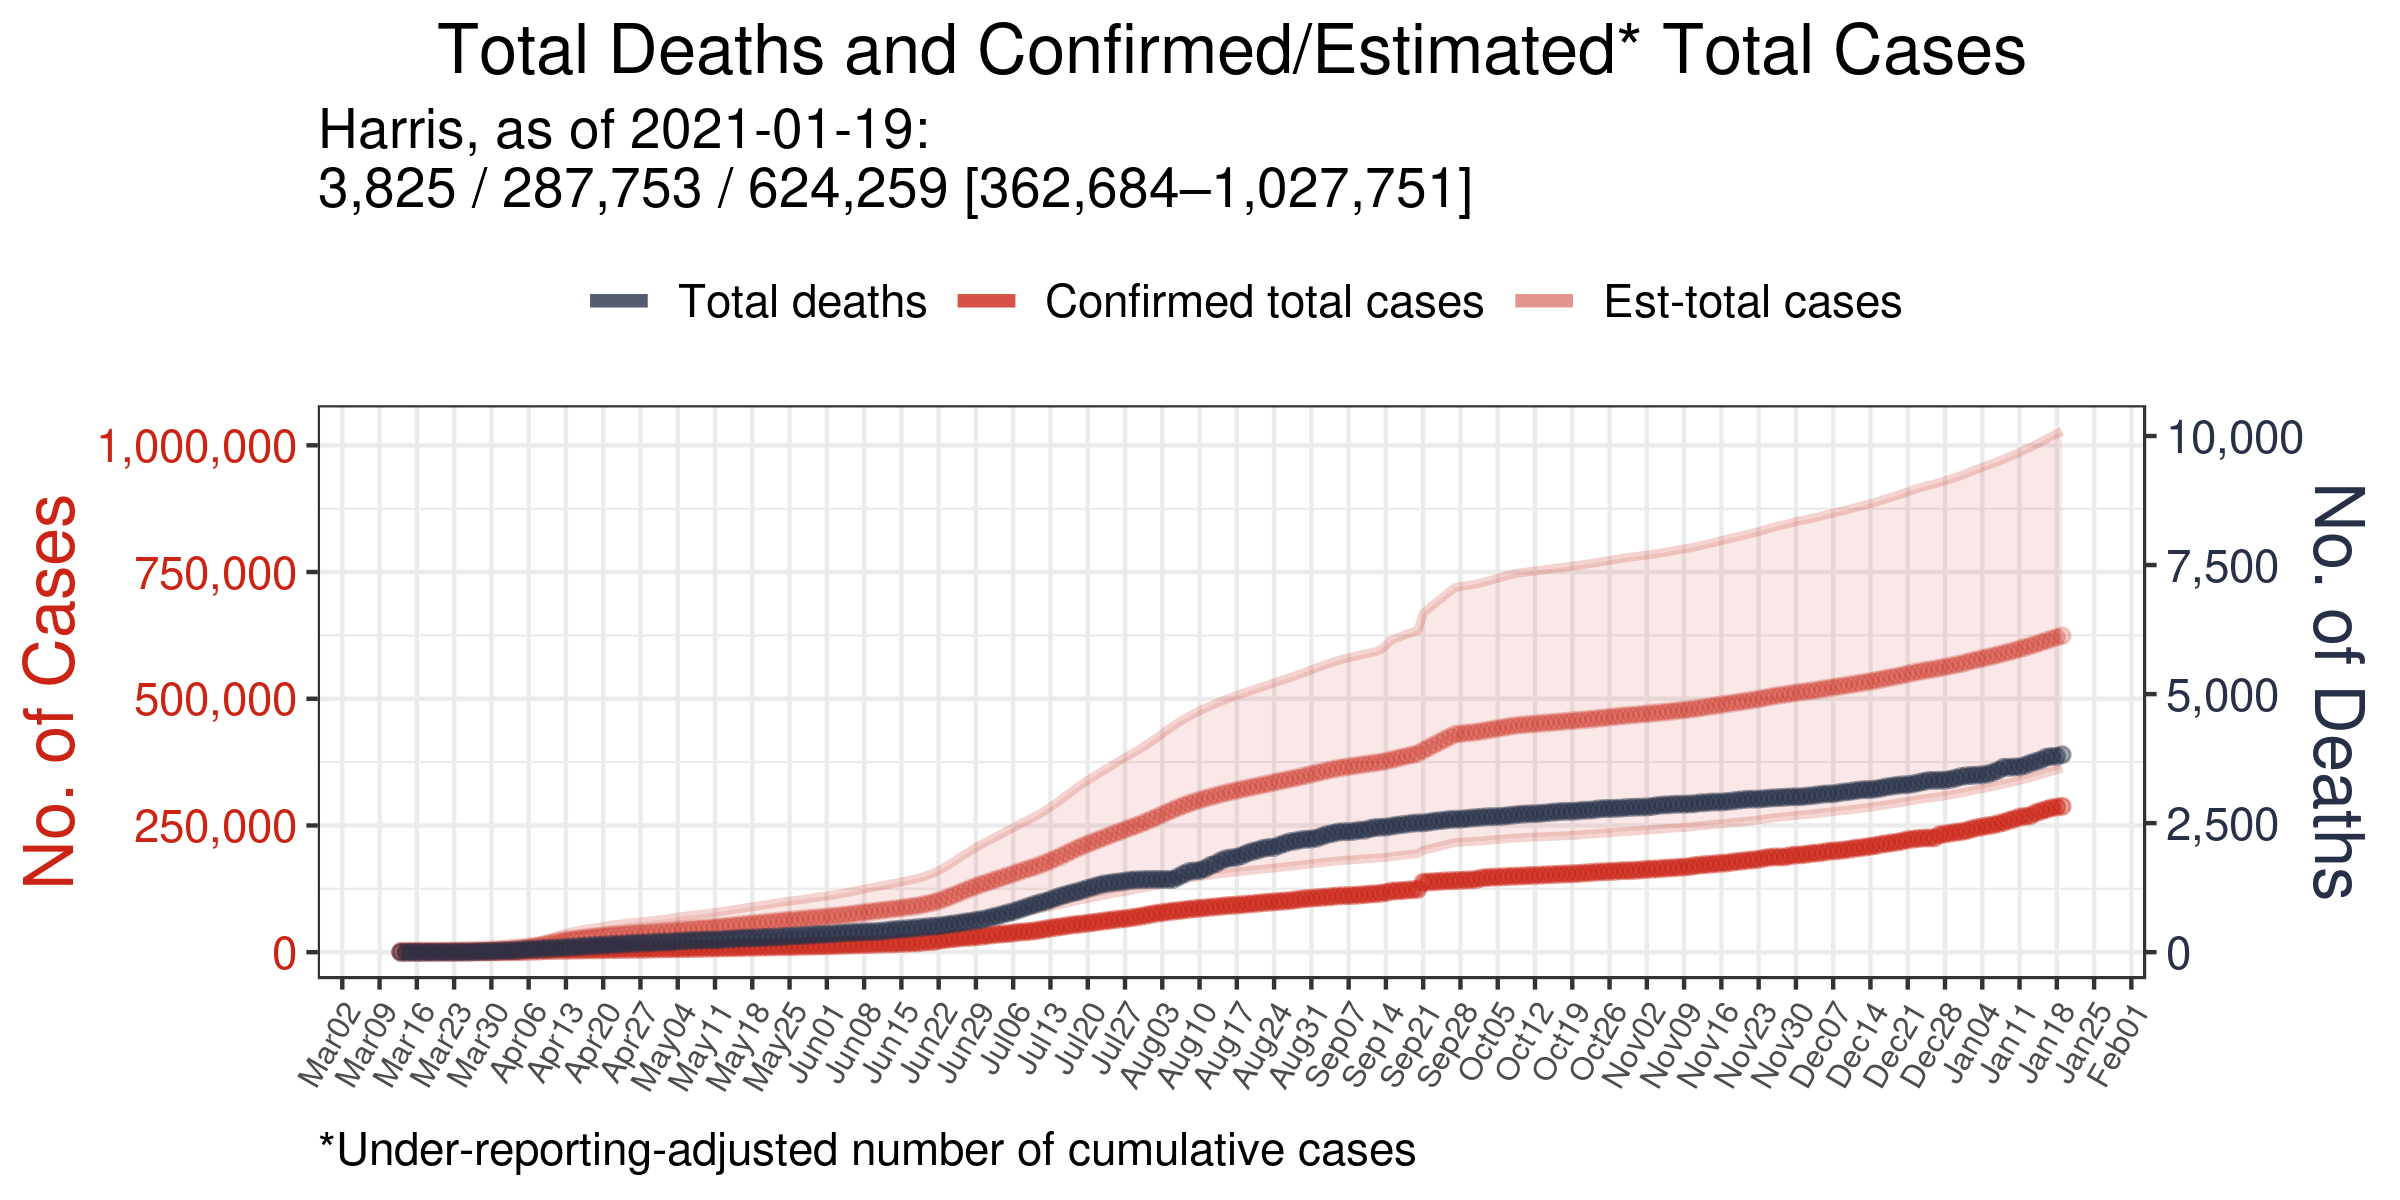 Total Deaths and Confirmed/Estimated* Total Cases
Harris, as of 2021-01-19:
3,825 / 287,753 / 624,259 [362,684–1,027,751]
Total deaths
Confirmed total cases
Est-total cases
No. of Cases
1,000,000
750,000
500,000
250,000
0
10,000
7,500
5,000
2,500
0
No. of Deaths
Mar02
Mar09
Mar16
Mar23
Mar30
Apr06
Apr13
Apr20
Apr27
May04
May11
May18
May25
Jun01
Jun08
Jun15
Jun22
Jun29
Jul06
Jul13
Jul20
Jul27
Aug03
Aug10
Aug17
Aug24
Aug31
Sep07
Sep14
Sep21
Sep28
Oct05
Oct12
Oct19
Oct26
Nov02
Nov09
Nov16
Nov23
Nov30
Dec07
Dec14
Dec21
Dec28
Jan04
Jan11
Jan18
Jan25
Feb01
*Under-reporting-adjusted number of cumulative cases